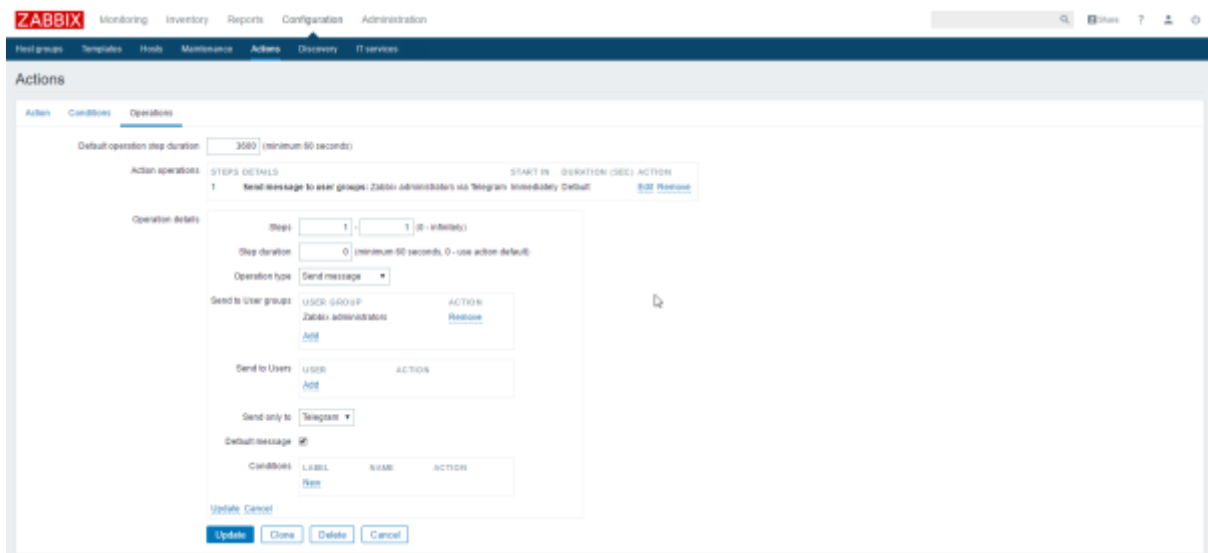 ZABBIX Monitoring Inventory Reports Configuration Administration Share ?
Host groups Templates Hosts Maintenance Actions Discovery IT services
Actions
Action Conditions Operations
Default operation step duration 3600 (minimum 60 seconds)
Action operations STEPS DETAILS START IN DURATION (SEC) ACTION
1 Send message to user groups: Zabbix administrators via Telegram Immediately Default Edit Remove
Operation details
Steps 1 - 1 (0 - infinitely)
Step duration 0 (minimum 60 seconds, 0 - use action default)
Operation type Send message
Send to User groups USER GROUP ACTION
Zabbix administrators Remove
Add
Send to Users USER ACTION
Add
Send only to Telegram
Default message
Conditions LABEL NAME ACTION
New
Update Cancel
Update Clone Delete Cancel